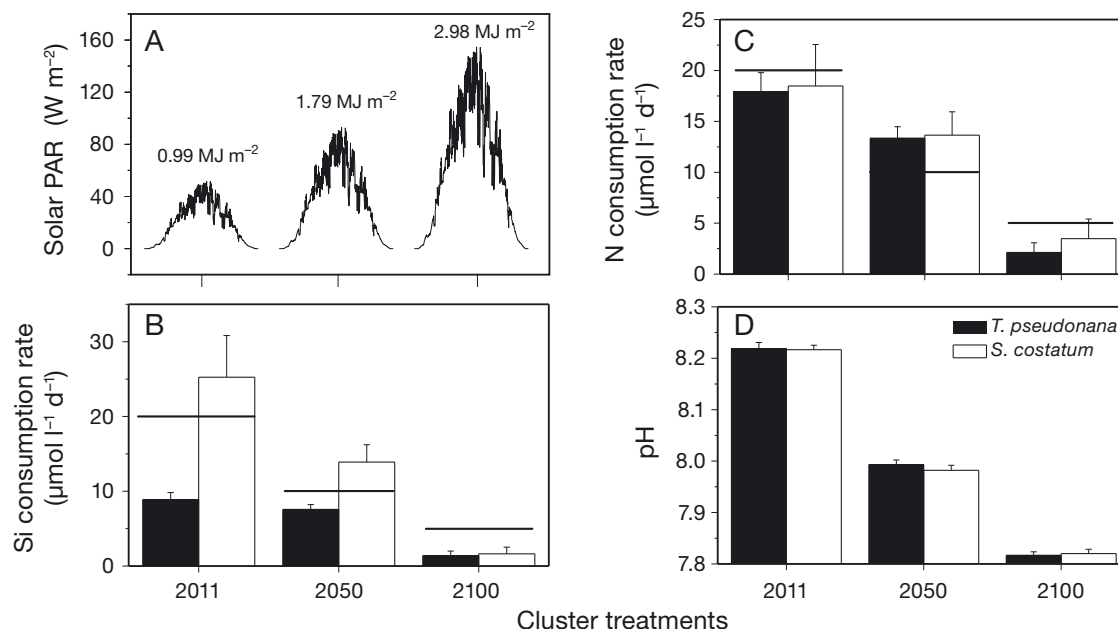 A
Solar PAR (W m–2)
160
120
80
40
0
0.99 MJ m–2
1.79 MJ m–2
2.98 MJ m–2
B
Si consumption rate
(µmol l–1 d–1)
30
20
10
0
2011
2050
2100
C
N consumption rate
(µmol l–1 d–1)
25
20
15
10
5
0
D
pH
8.3
8.2
8.1
8.0
7.9
7.8
T. pseudonana
S. costatum
2011
2050
2100
Cluster treatments